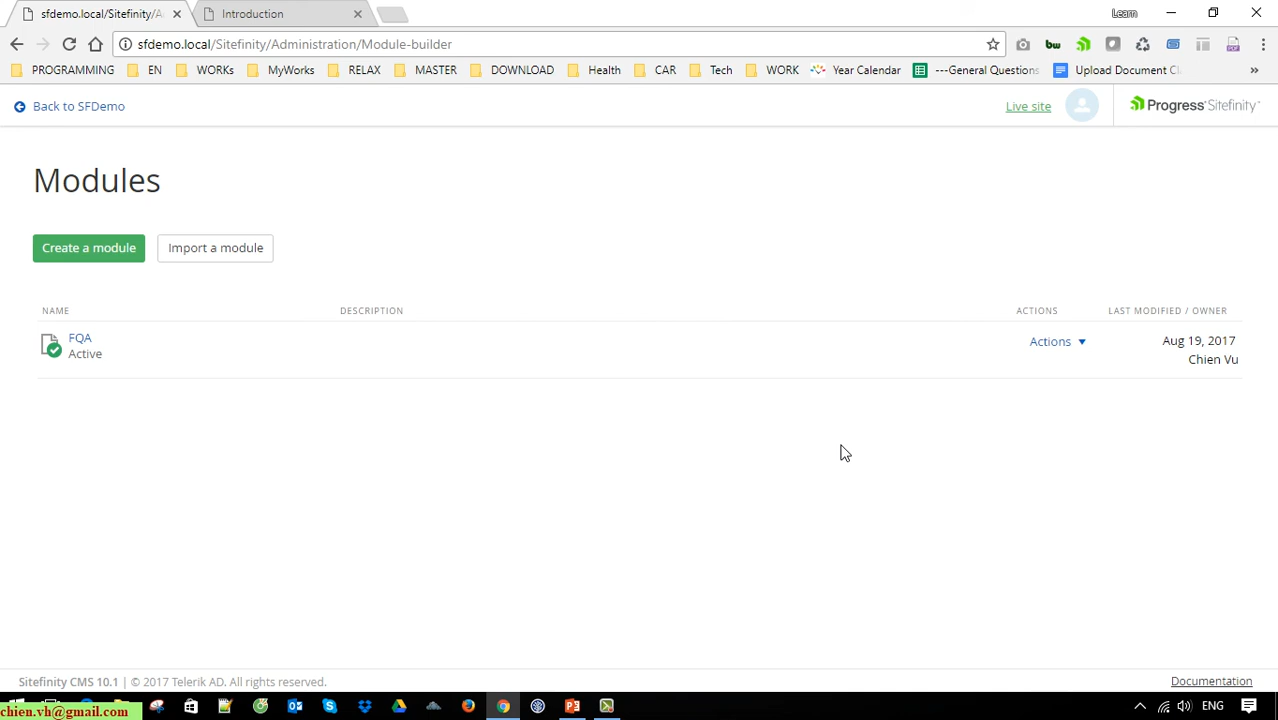 sfdemo.local/Sitefinity/A
Introduction
Learn
sfdemo.local/Sitefinity/Administration/Module-builder
PROGRAMMING
EN
WORKs
MyWorks
RELAX
MASTER
DOWNLOAD
Health
CAR
Tech
WORK
Year Calendar
---General Questions
Upload Document Cl
»
Back to SFDemo
Live site
Progress Sitefinity
Modules
Create a module
Import a module
NAME
DESCRIPTION
ACTIONS
LAST MODIFIED / OWNER
FQA
Active
Actions
Aug 19, 2017
Chien Vu
Sitefinity CMS 10.1 | © 2017 Telerik AD. All rights reserved.
Documentation
ENG
chien.vh@gmail.com